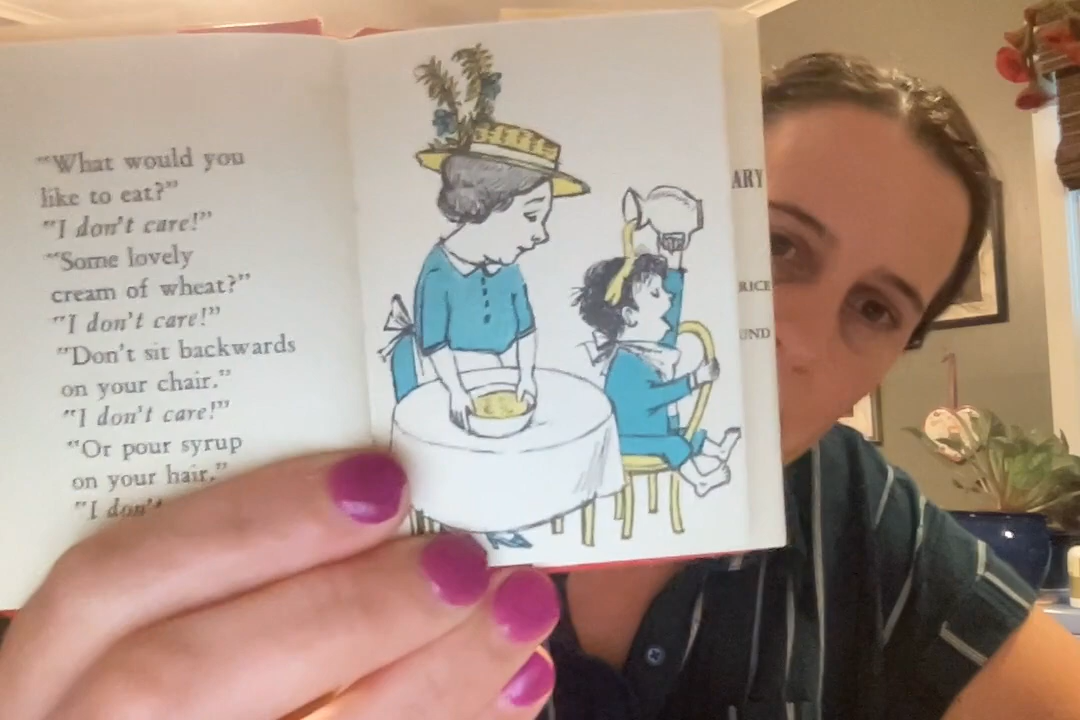 "What would you
like to eat?"
"I don't care!"
"Some lovely
cream of wheat?"
"I don't care!"
"Don't sit backwards
on your chair."
"I don't care!"
"Or pour syrup
on your hair."
"I don't
ARY
RICE
UND